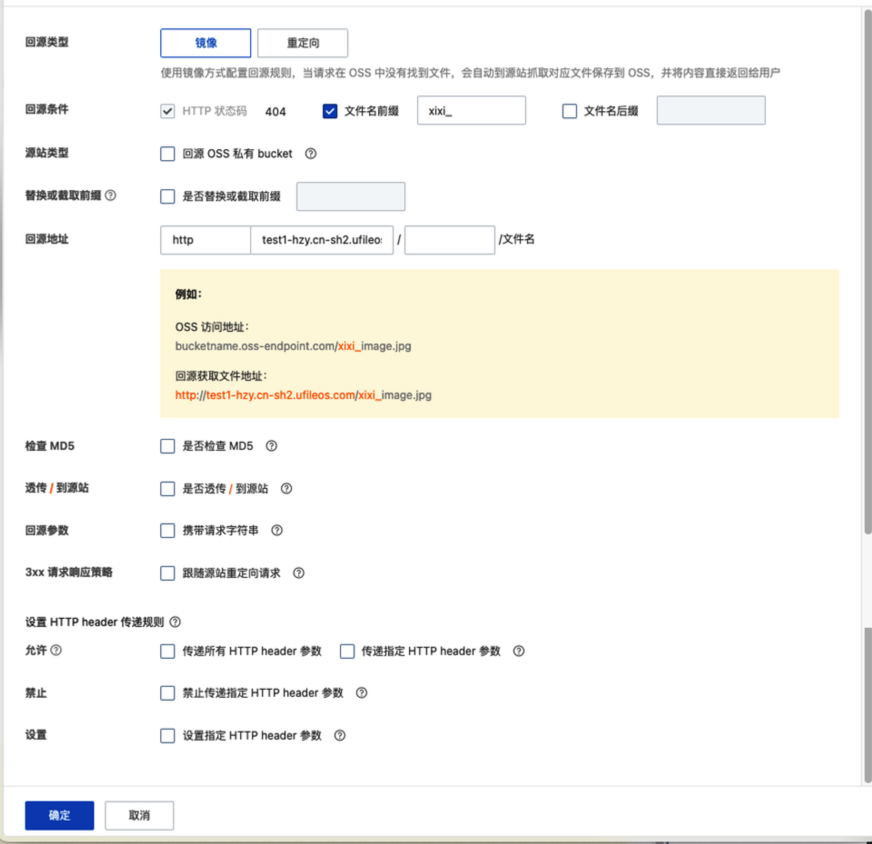 回源类型 镜像 重定向
使用镜像方式配置回源规则，当请求在 OSS 中没有找到文件，会自动到源站抓取对应文件保存到 OSS，并将内容直接返回给用户
回源条件 HTTP 状态码 404 文件名前缀 xixi_ 文件名后缀
源站类型 回源 OSS 私有 bucket
替换或截取前缀 是否替换或截取前缀
回源地址 http test1-hzy.cn-sh2.ufileo / /文件名
例如：
OSS 访问地址：
bucketname.oss-endpoint.com/xixi_image.jpg
回源获取文件地址：
http://test1-hzy.cn-sh2.ufileos.com/xixi_image.jpg
检查 MD5 是否检查 MD5
透传 / 到源站 是否透传 / 到源站
回源参数 携带请求字符串
3xx 请求响应策略 跟随源站重定向请求
设置 HTTP header 传递规则
允许 传递所有 HTTP header 参数 传递指定 HTTP header 参数
禁止 禁止传递指定 HTTP header 参数
设置 设置指定 HTTP header 参数
确定 取消